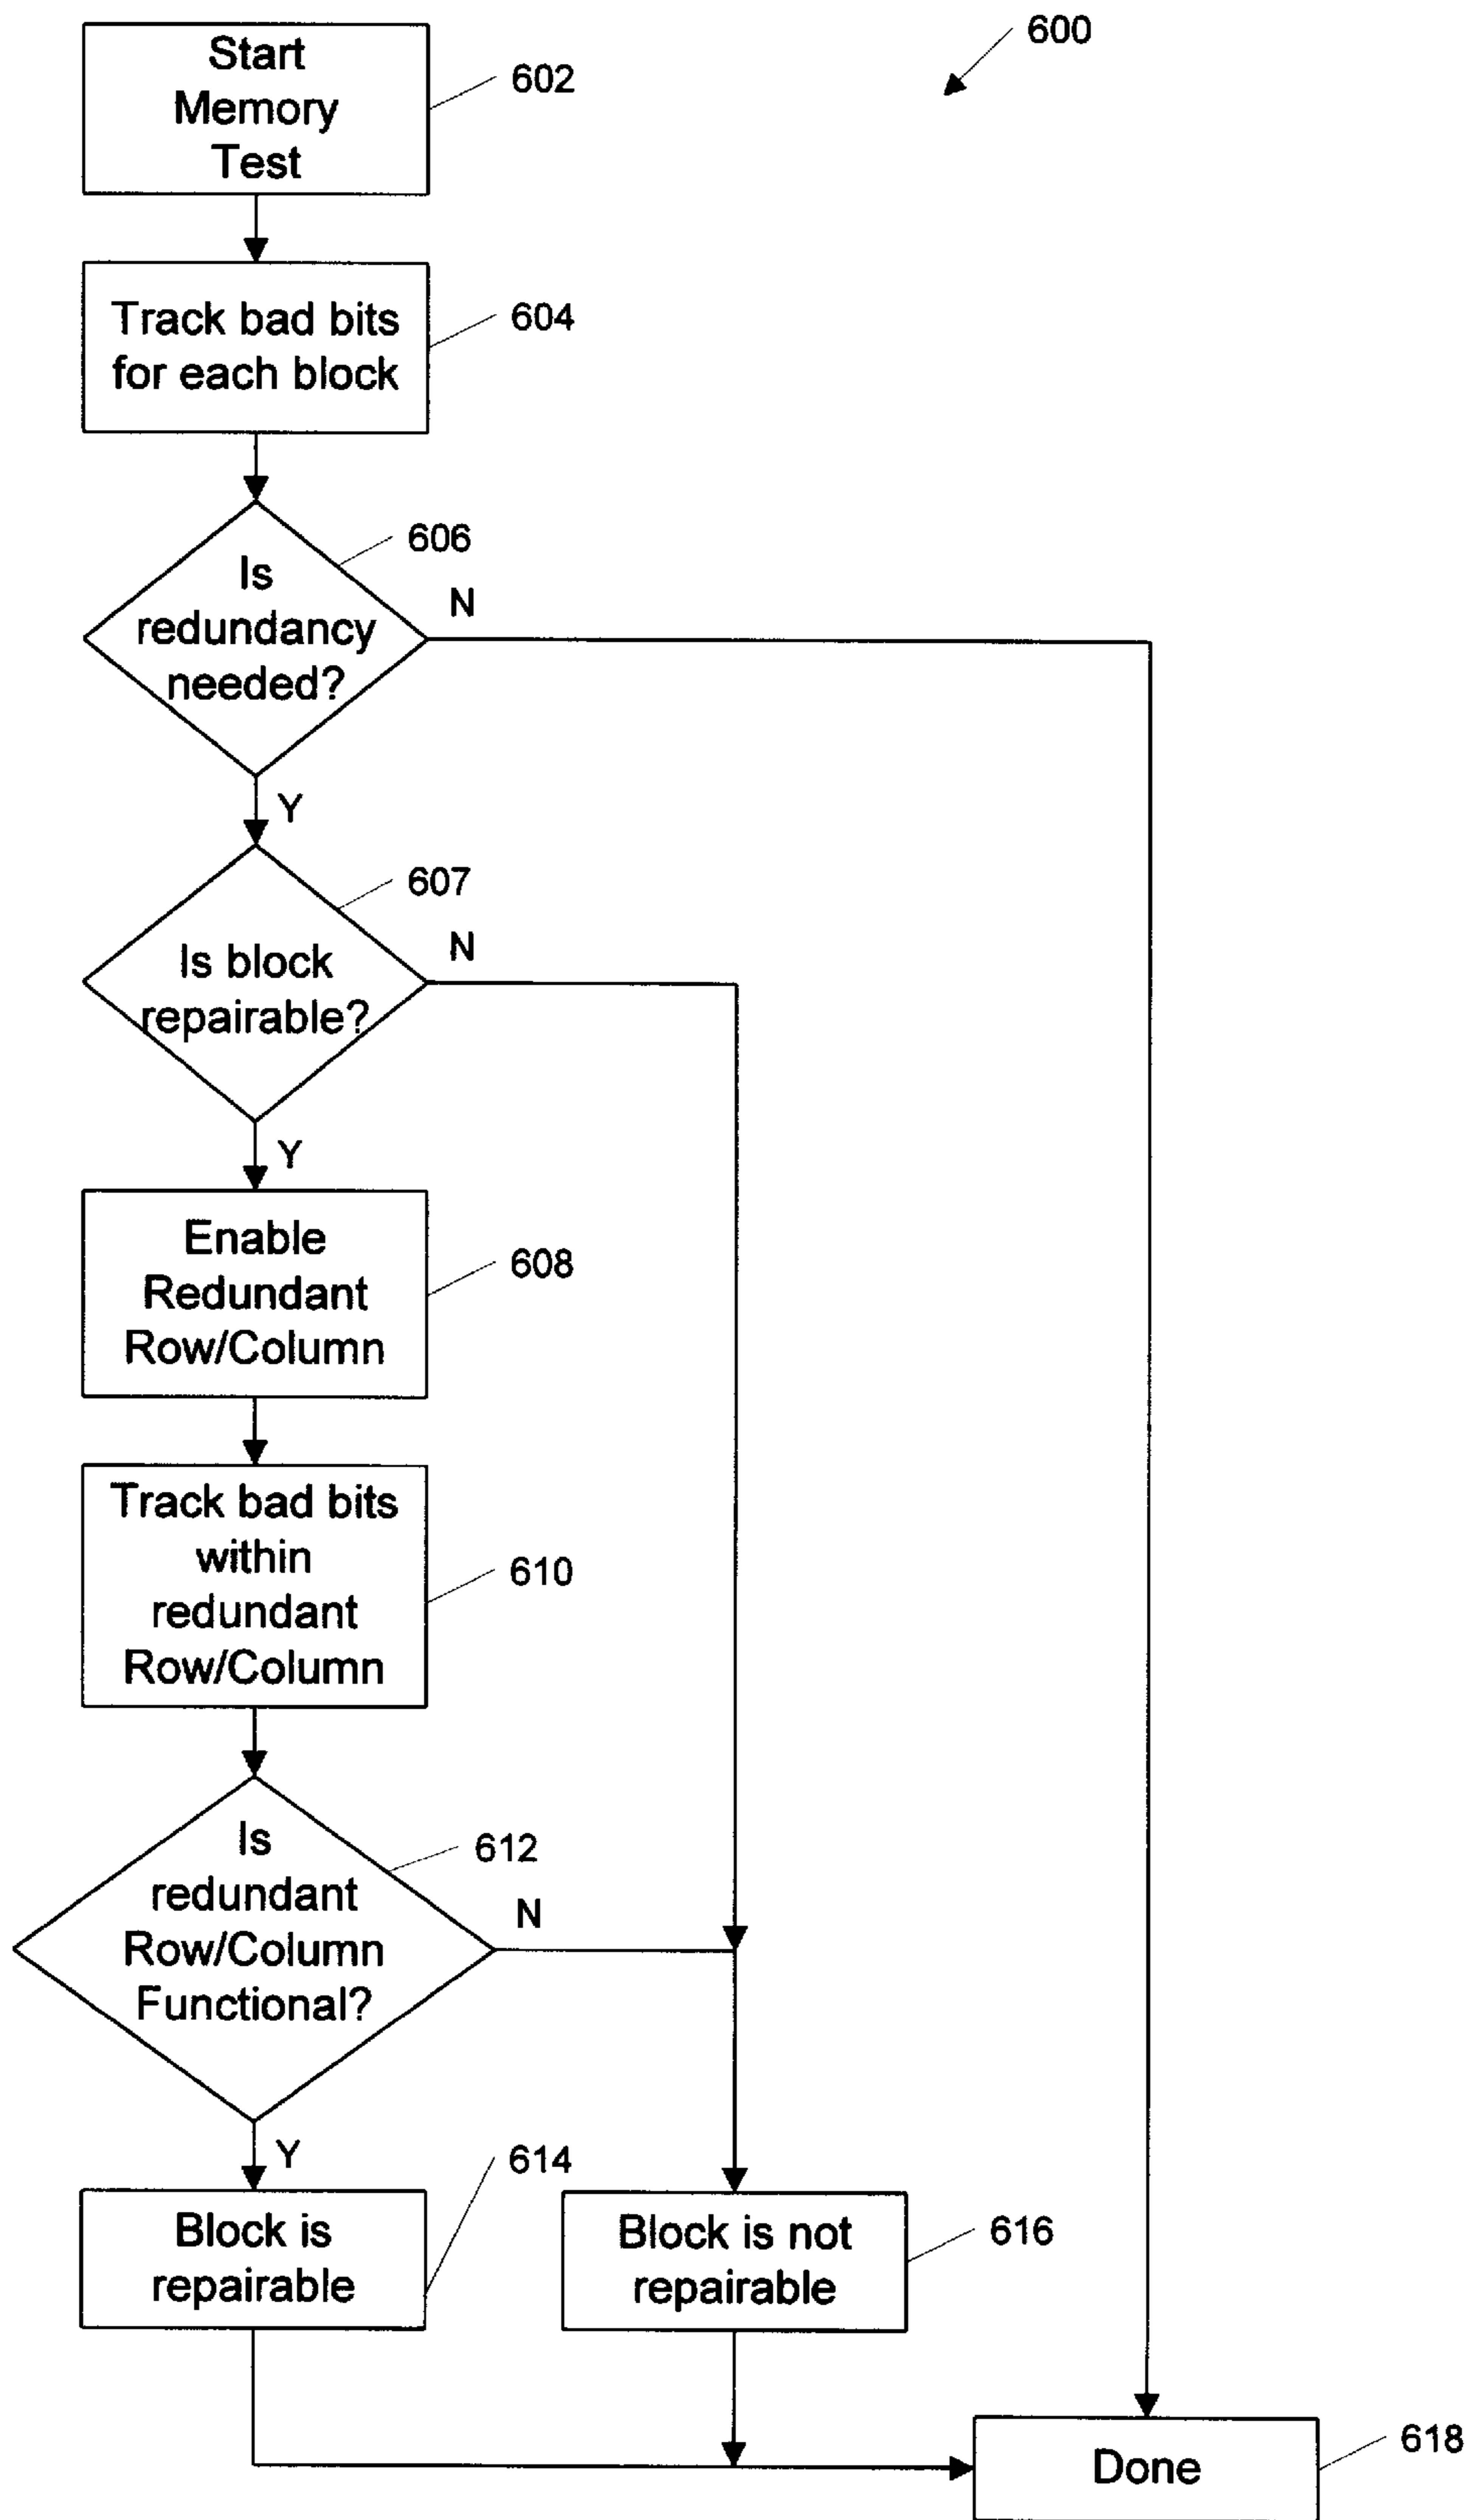 600
Start
Memory
Test
602
Track bad bits
for each block
604
606
Is
redundancy
needed?
N
Y
607
Is block
repairable?
N
Y
Enable
Redundant
Row/Column
608
Track bad bits
within
redundant
Row/Column
610
Is
redundant
Row/Column
Functional?
612
N
Y
614
Block is
repairable
Block is not
repairable
616
Done
618